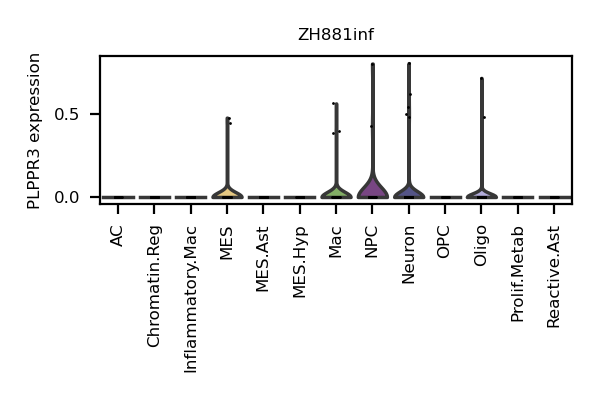 ZH881inf
PLPPR3 expression
0.5
0.0
AC
Chromatin.Reg
Inflammatory.Mac
MES
MES.Ast
MES.Hyp
Mac
NPC
Neuron
OPC
Oligo
Prolif.Metab
Reactive.Ast